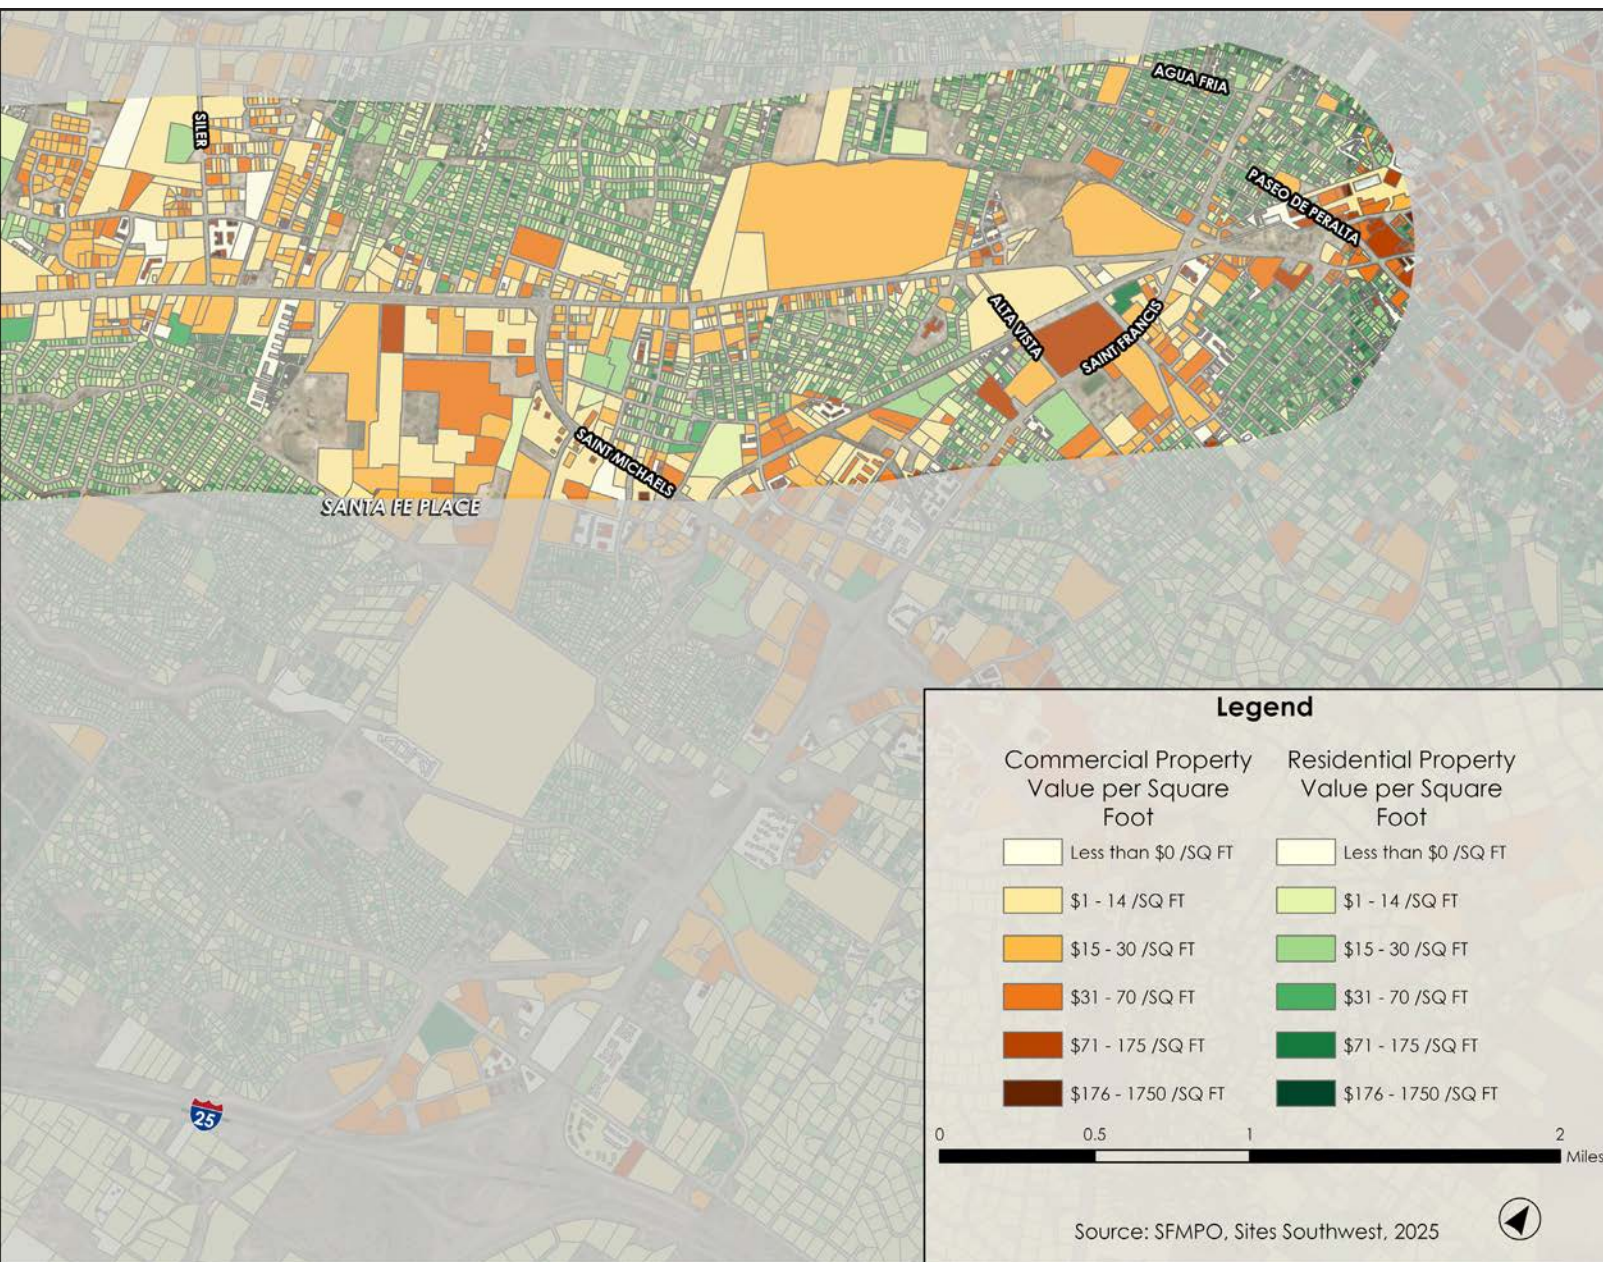 AGUA FRIA
SILER
PASEO DE PERALTA
ALTA VISTA
SAINT FRANCIS
SAINT MICHAELS
SANTA FE PLACE
25
Legend
Commercial Property
Value per Square
Foot
Less than $0 /SQ FT
$1 - 14 /SQ FT
$15 - 30 /SQ FT
$31 - 70 /SQ FT
$71 - 175 /SQ FT
$176 - 1750 /SQ FT
Residential Property
Value per Square
Foot
Less than $0 /SQ FT
$1 - 14 /SQ FT
$15 - 30 /SQ FT
$31 - 70 /SQ FT
$71 - 175 /SQ FT
$176 - 1750 /SQ FT
0 0.5 1 2
Miles
Source: SFMPO, Sites Southwest, 2025